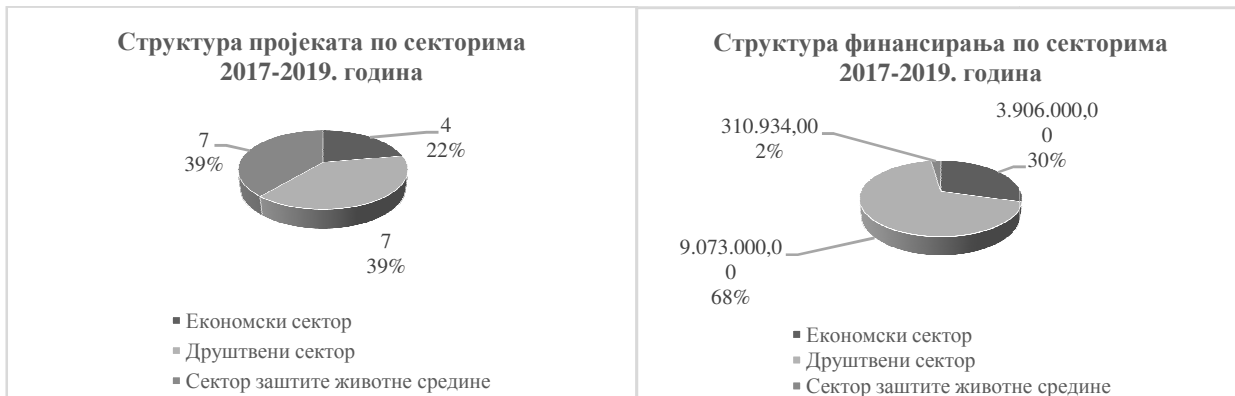 Структура пројеката по секторима
2017-2019. година
4
22%
7
39%
7
39%
■ Економски сектор
■ Друштвени сектор
■ Сектор заштите животне средине
Структура финансирања по секторима
2017-2019. година
310.934,00
2%
3.906.000,0
0
30%
9.073.000,0
0
68%
■ Економски сектор
■ Друштвени сектор
■ Сектор заштите животне средине